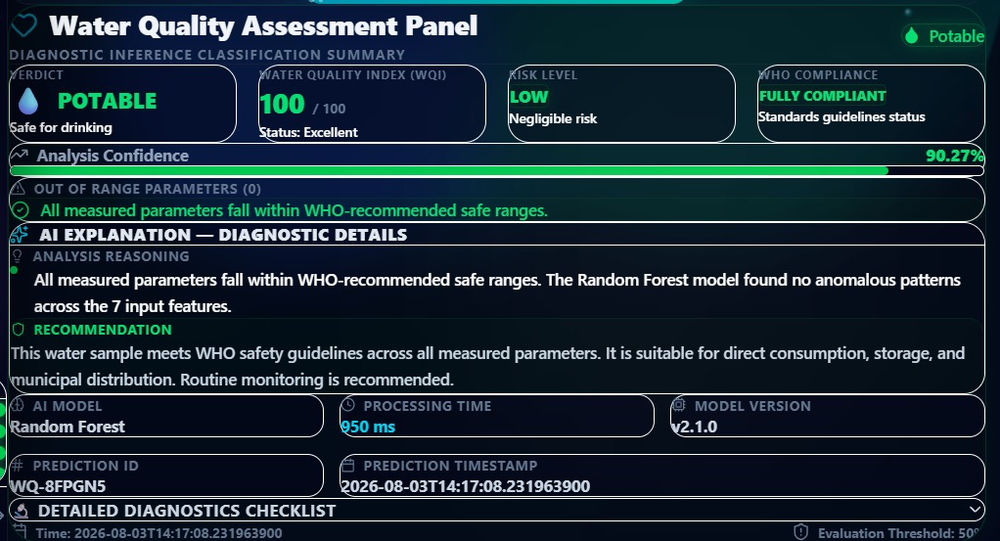 Water Quality Assessment Panel
Potable
DIAGNOSTIC INFERENCE CLASSIFICATION SUMMARY
VERDICT
POTABLE
Safe for drinking
WATER QUALITY INDEX (WQI)
100 / 100
Status: Excellent
RISK LEVEL
LOW
Negligible risk
WHO COMPLIANCE
FULLY COMPLIANT
Standards guidelines status
Analysis Confidence
90.27%
OUT OF RANGE PARAMETERS (0)
All measured parameters fall within WHO-recommended safe ranges.
AI EXPLANATION — DIAGNOSTIC DETAILS
ANALYSIS REASONING
All measured parameters fall within WHO-recommended safe ranges. The Random Forest model found no anomalous patterns
across the 7 input features.
RECOMMENDATION
This water sample meets WHO safety guidelines across all measured parameters. It is suitable for direct consumption, storage, and
municipal distribution. Routine monitoring is recommended.
AI MODEL
Random Forest
PROCESSING TIME
950 ms
MODEL VERSION
v2.1.0
PREDICTION ID
WQ-8FPGN5
PREDICTION TIMESTAMP
2026-08-03T14:17:08.231963900
DETAILED DIAGNOSTICS CHECKLIST
Time: 2026-08-03T14:17:08.231963900
Evaluation Threshold: 50%